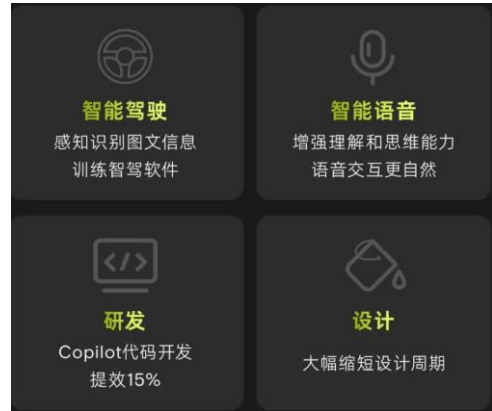 智能驾驶
感知识别图文信息
训练智驾软件
智能语音
增强理解和思维能力
语音交互更自然
</>
研发
Copilot代码开发
提效15%
设计
大幅缩短设计周期